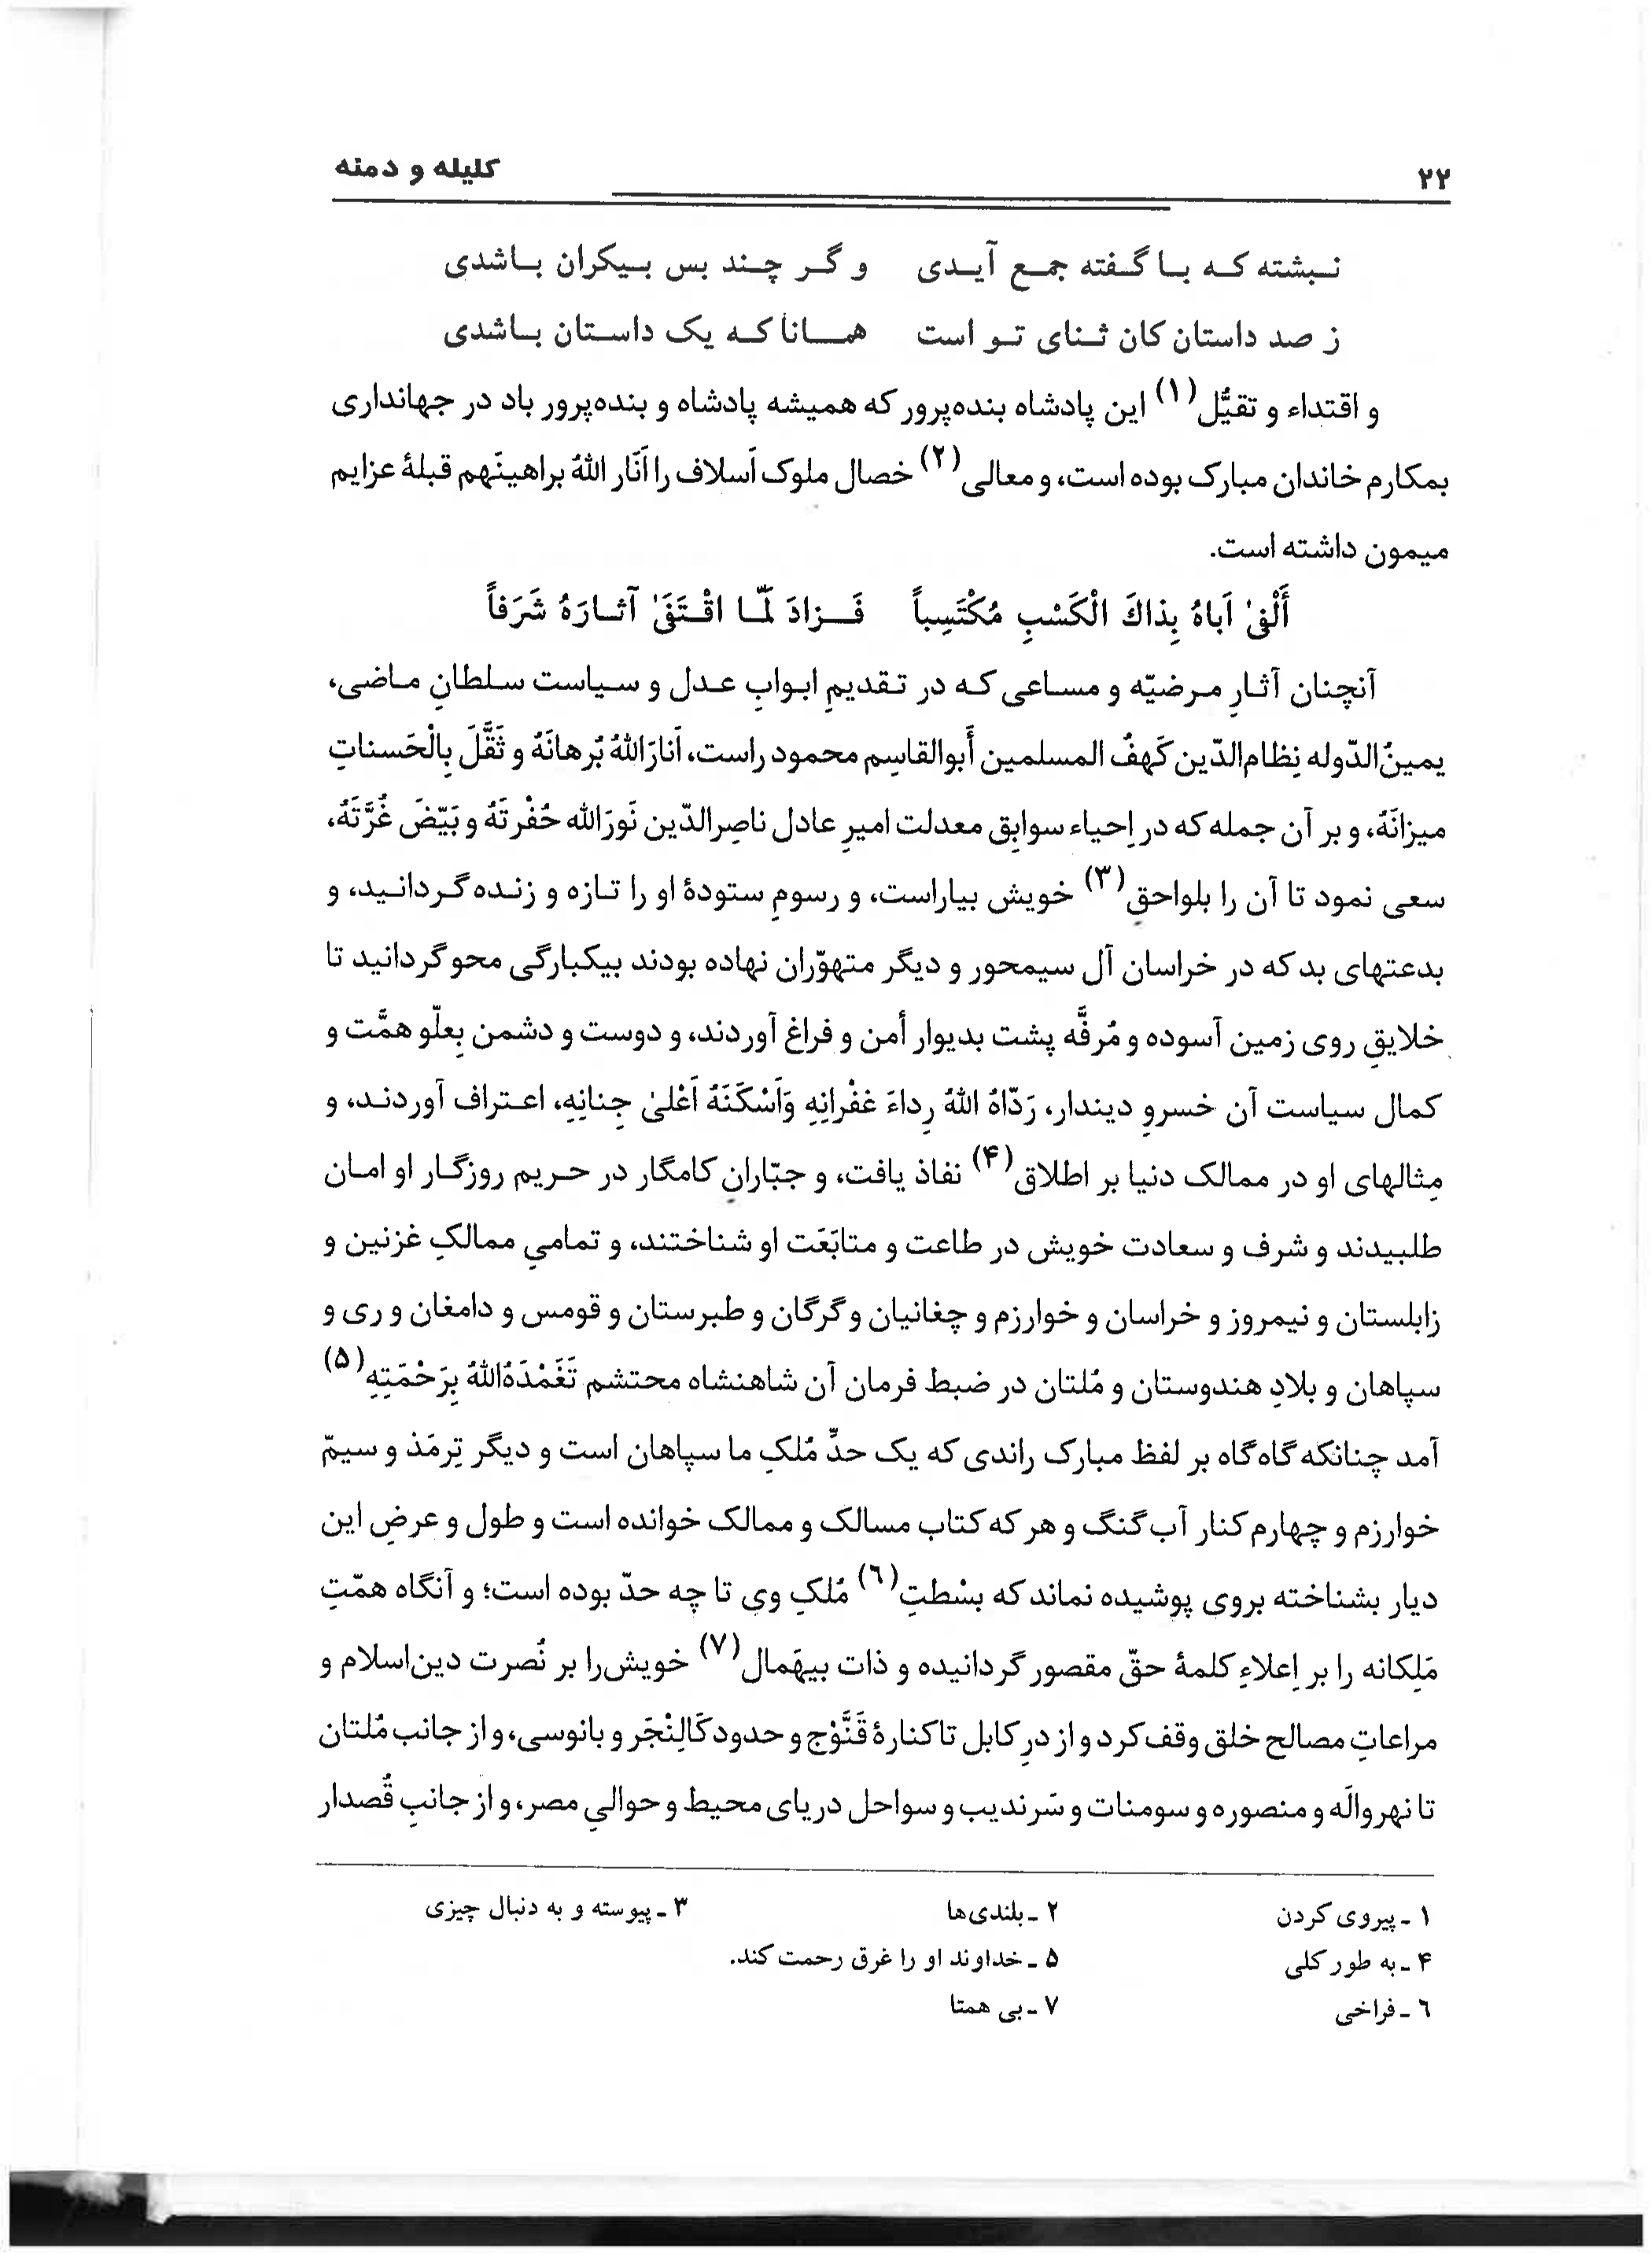 ۲۲ کلیله و دمنه
نبشته که با گفته جمع آیدی و گر چند بس بیکران باشدی
ز صد داستان کان ثنای تو است همانا که یک داستان باشدی
و اقتداء و تقیُّل(۱) این پادشاه بنده‌پرور که همیشه پادشاه و بنده‌پرور باد در جهانداری
بمکارم خاندان مبارک بوده است، و معالی(۲) خصال ملوک اَسلاف را اَنار اللهُ براهینَهم قبلهٔ عزایم
میمون داشته است.
أَلْفیٰ اَباهُ بِذاكَ الْكَسْبِ مُكْتَسِباً فَزادَ لَمّا اقْتَفیٰ آثارَهُ شَرَفاً
آنچنان آثارِ مرضیّه و مساعی که در تقدیمِ ابوابِ عدل و سیاست سلطانِ ماضی،
یمینُ‌الدّوله نِظام‌الدّین کَهفُ المسلمین أَبوالقاسِم محمود راست، اَنارَاللهُ بُرهانَهُ و ثَقَّلَ بِالْحَسناتِ
میزانَهُ، و بر آن جمله که در اِحیاء سوابِق معدلت امیرِ عادل ناصِرالدّین نَورَالله حُفْرتَهُ و بَیّضَ غُرَّتَهُ،
سعی نمود تا آن را بلواحق(۳) خویش بیاراست، و رسومِ ستودهٔ او را تازه و زنده گردانید، و
بدعتهای بد که در خراسان آل سیمحور و دیگر متهوّران نهاده بودند بیکبارگی محو گردانید تا
خلایقِ روی زمین آسوده و مُرفَّه پشت بدیوار أمن و فراغ آوردند، و دوست و دشمن بِعلّو همَّت و
کمال سیاست آن خسروِ دیندار، رَدّاهُ اللهُ رِداءَ غفْرانِهِ وَاَسْکَنَهُ اَعْلیٰ جِنانِهِ، اعتراف آوردند، و
مِثالهای او در ممالک دنیا بر اطلاق(۴) نفاذ یافت، و جبّاران کامگار در حریم روزگار او امان
طلبیدند و شرف و سعادت خویش در طاعت و متابَعَت او شناختند، و تمامیِ ممالکِ غزنین و
زابلستان و نیمروز و خراسان و خوارزم و چغانیان و گرگان و طبرستان و قومس و دامغان و ری و
سپاهان و بلادِ هندوستان و مُلتان در ضبط فرمان آن شاهنشاه محتشم تَغَمْدَهُ‌اللهُ بِرَحْمَتِهِ(۵)
آمد چنانکه گاه گاه بر لفظ مبارک راندی که یک حدِّ مُلکِ ما سپاهان است و دیگر تِرمَذ و سیمّ
خوارزم و چهارم کنار آب گنگ و هر که کتاب مسالک و ممالک خوانده است و طول و عرضِ این
دیار بشناخته بروی پوشیده نماند که بسْطتِ(٦) مُلکِ وی تا چه حدّ بوده است؛ و آنگاه همّتِ
مَلِکانه را بر اِعلاءِ کلمهٔ حقّ مقصور گردانیده و ذات بیهَمال(۷) خویش‌را بر نُصرت دین‌اسلام و
مراعاتِ مصالح خلق وقف کرد و از درِ کابل تا کنارهٔ قَنَّوْج و حدود کَالِنْجَر و بانوسی، و از جانب مُلتان
تا نهروالَه و منصوره و سومنات و سَرندیب و سواحل دریای محیط و حوالیِ مصر، و از جانبِ قُصدار
۱ ـ پیروی کردن ۲ ـ بلندی‌ها ۳ ـ پیوسته و به دنبال چیزی
۴ ـ به طور کلی ۵ ـ خداوند او را غرق رحمت کند.
٦ ـ فراخی ۷ ـ بی همتا